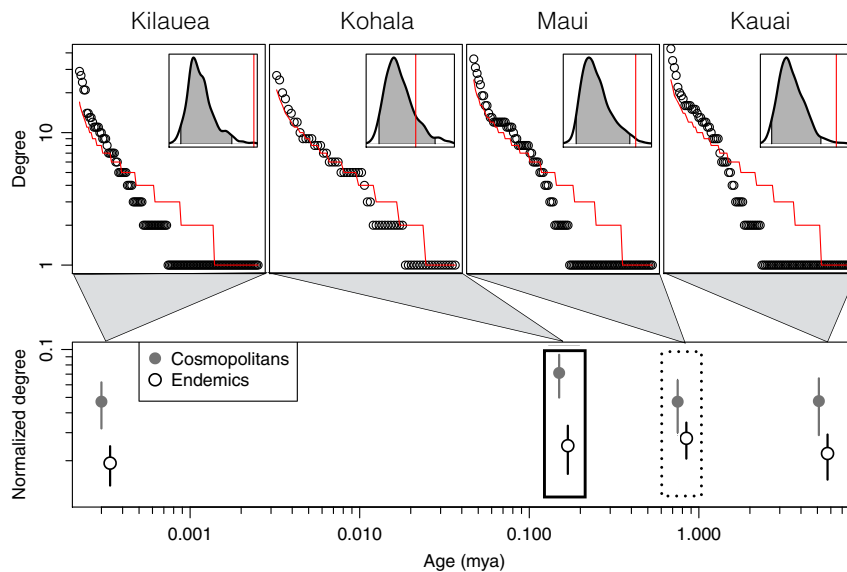 Kilauea Kohala Maui Kauai
10
1
Degree
0.1
Normalized degree
Cosmopolitans
Endemics
0.001 0.010 0.100 1.000
Age (mya)